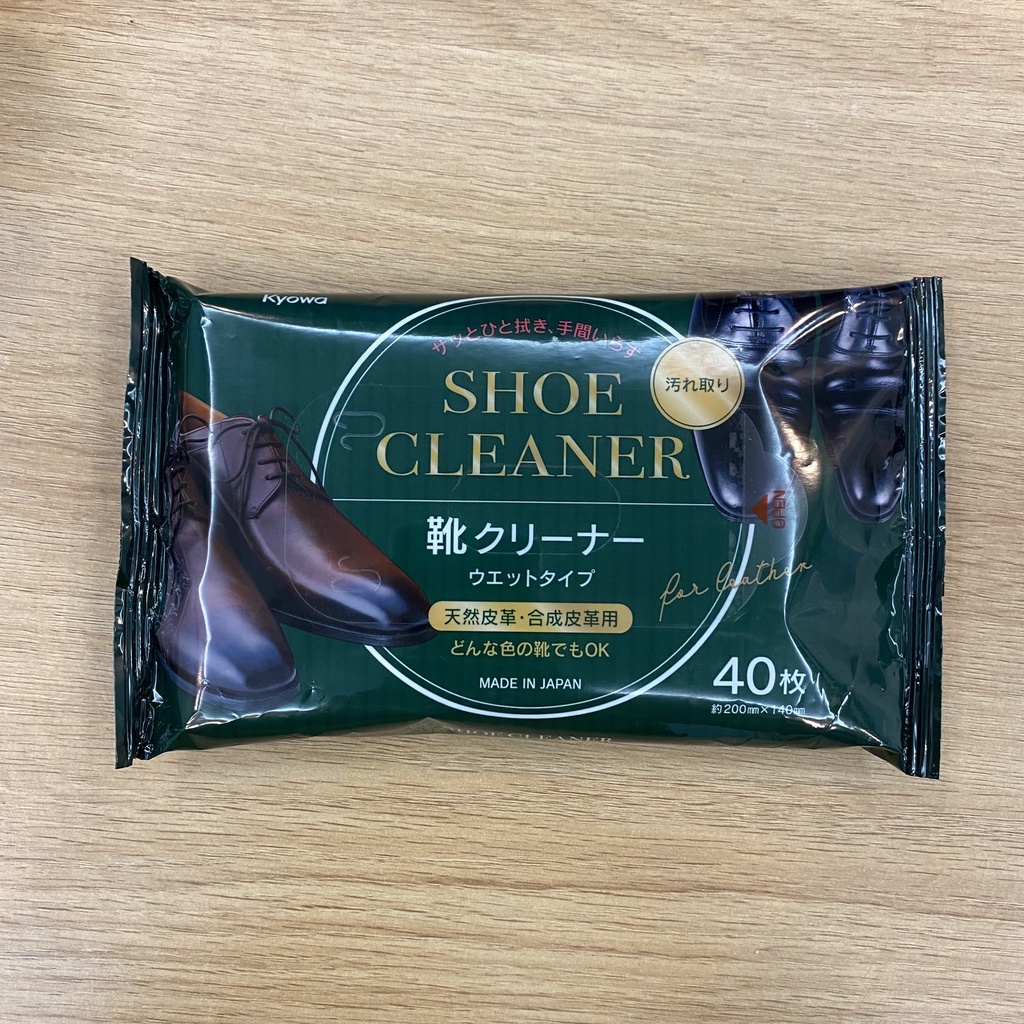 Kyowa
サッとひと拭き、手間いらず
SHOE
CLEANER
汚れ取り
OPEN
靴クリーナー
ウエットタイプ
for leather
天然皮革・合成皮革用
どんな色の靴でもOK
MADE IN JAPAN
40枚
約200mm×140mm
SHOE CLEANER